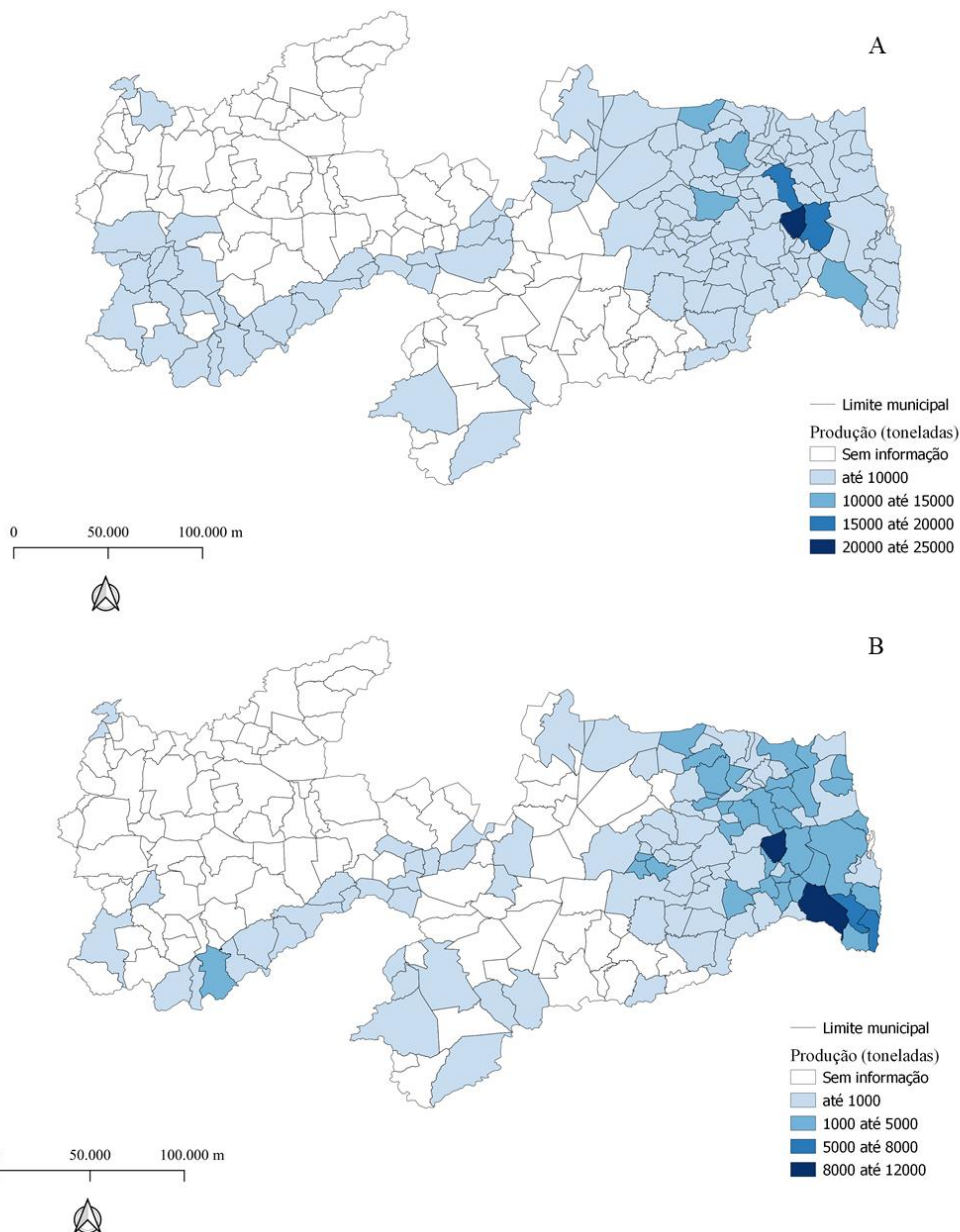 A
Limite municipal
Produção (toneladas)
Sem informação
até 10000
10000 até 15000
15000 até 20000
20000 até 25000
0 50.000 100.000 m
B
Limite municipal
Produção (toneladas)
Sem informação
até 1000
1000 até 5000
5000 até 8000
8000 até 12000
50.000 100.000 m